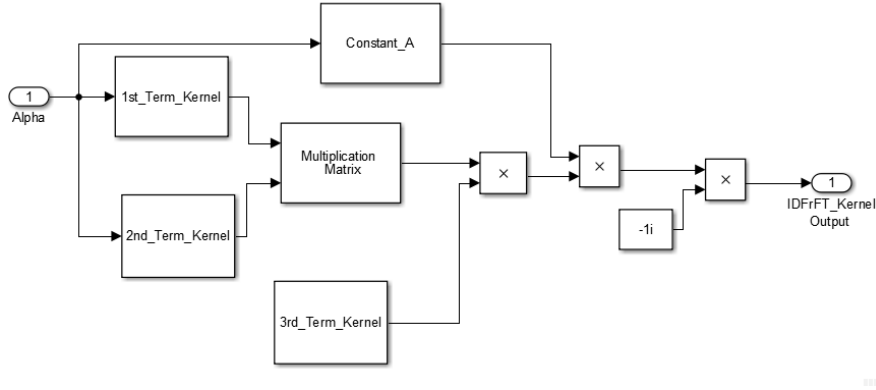 Constant_A
1
Alpha
1st_Term_Kernel
Multiplication
Matrix
×
×
×
1
IDFrFT_Kernel
Output
2nd_Term_Kernel
-1i
3rd_Term_Kernel